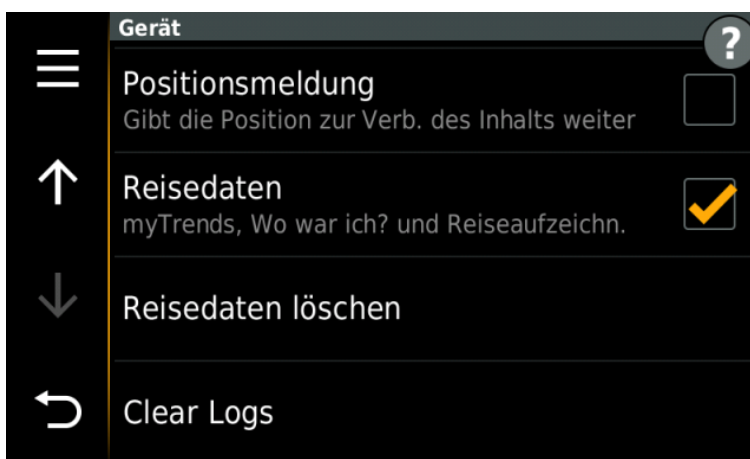 Gerät
?
Positionsmeldung
Gibt die Position zur Verb. des Inhalts weiter
Reisedaten
myTrends, Wo war ich? und Reiseaufzeichn.
Reisedaten löschen
Clear Logs